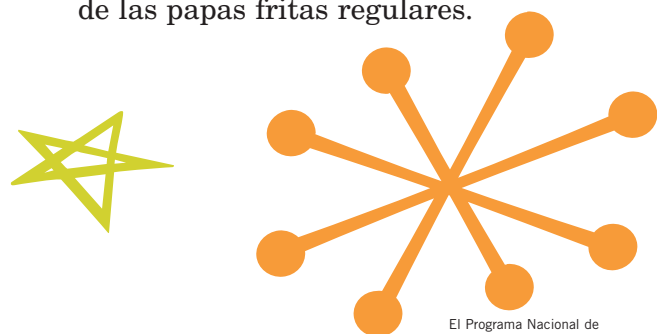 de las papas fritas regulares.
El Programa Nacional de